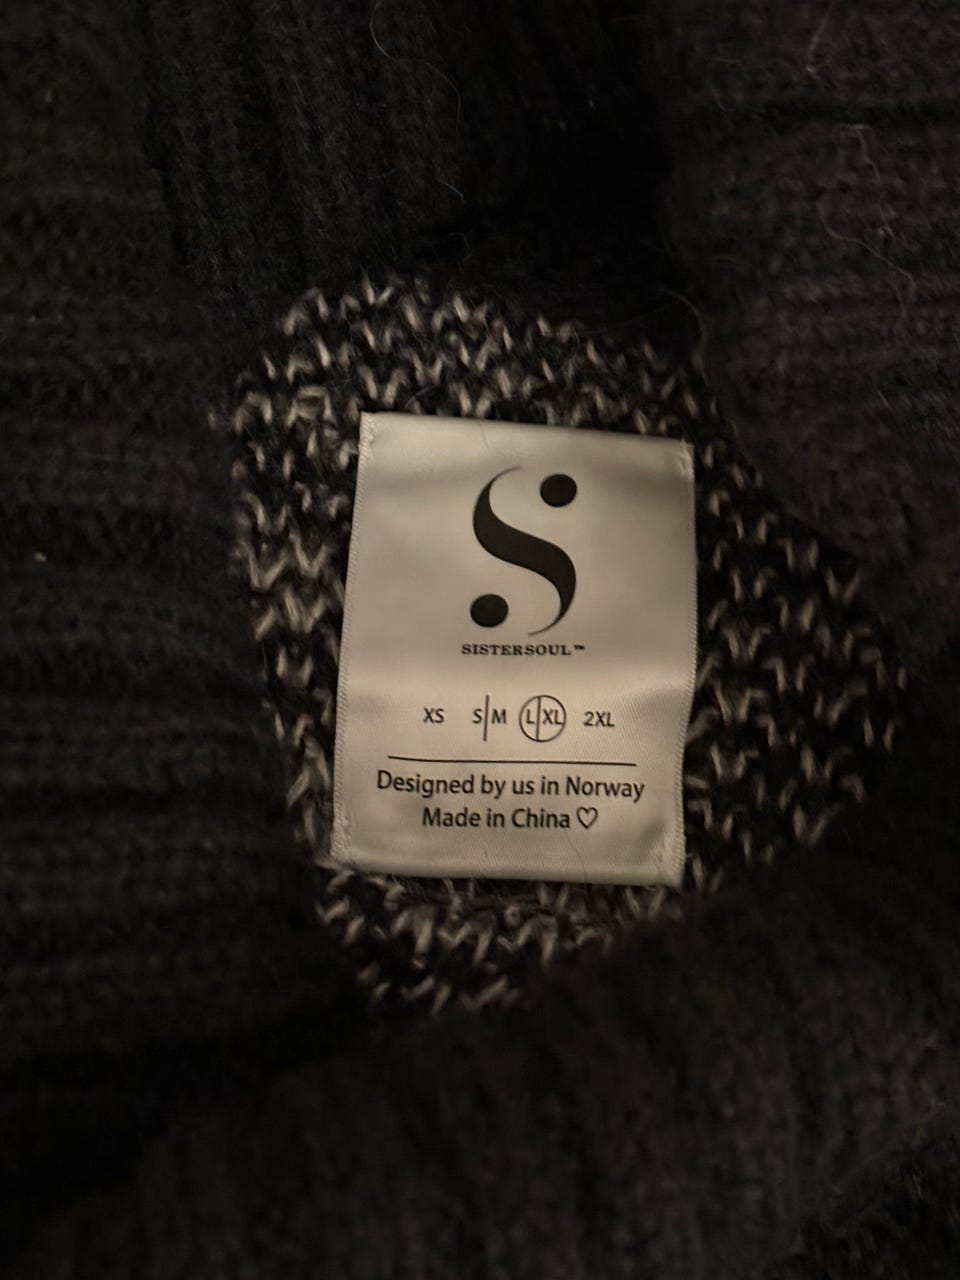 S
SISTERSOUL™
XS S|M L|XL 2XL
Designed by us in Norway
Made in China ♡